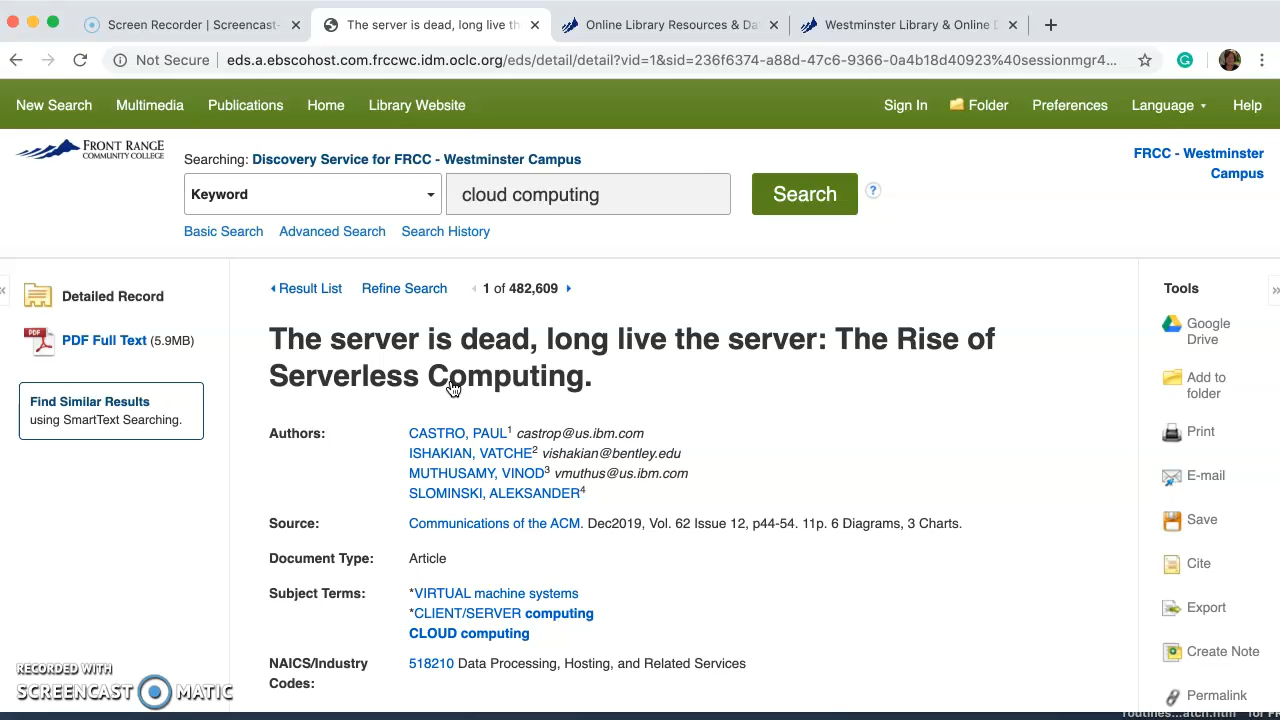 Screen Recorder | Screencast-
The server is dead, long live th
Online Library Resources & Da
Westminster Library & Online D
Not Secure
eds.a.ebscohost.com.frccwc.idm.oclc.org/eds/detail/detail?vid=1&sid=236f6374-a88d-47c6-9366-0a4b18d40923%40sessionmgr4...
New Search Multimedia Publications Home Library Website Sign In Folder Preferences Language Help
FRONT RANGE
COMMUNITY COLLEGE
Searching: Discovery Service for FRCC - Westminster Campus
FRCC - Westminster
Campus
Keyword cloud computing Search ?
Basic Search Advanced Search Search History
Detailed Record
PDF
PDF Full Text (5.9MB)
Find Similar Results
using SmartText Searching.
Result List Refine Search 1 of 482,609
The server is dead, long live the server: The Rise of
Serverless Computing.
Authors: CASTRO, PAUL1 castrop@us.ibm.com
ISHAKIAN, VATCHE2 vishakian@bentley.edu
MUTHUSAMY, VINOD3 vmuthus@us.ibm.com
SLOMINSKI, ALEKSANDER4
Source: Communications of the ACM. Dec2019, Vol. 62 Issue 12, p44-54. 11p. 6 Diagrams, 3 Charts.
Document Type: Article
Subject Terms: *VIRTUAL machine systems
*CLIENT/SERVER computing
CLOUD computing
NAICS/Industry
Codes:
518210 Data Processing, Hosting, and Related Services
Tools
Google
Drive
Add to
folder
Print
E-mail
Save
Cite
Export
Create Note
Permalink
RECORDED WITH
SCREENCAST MATIC